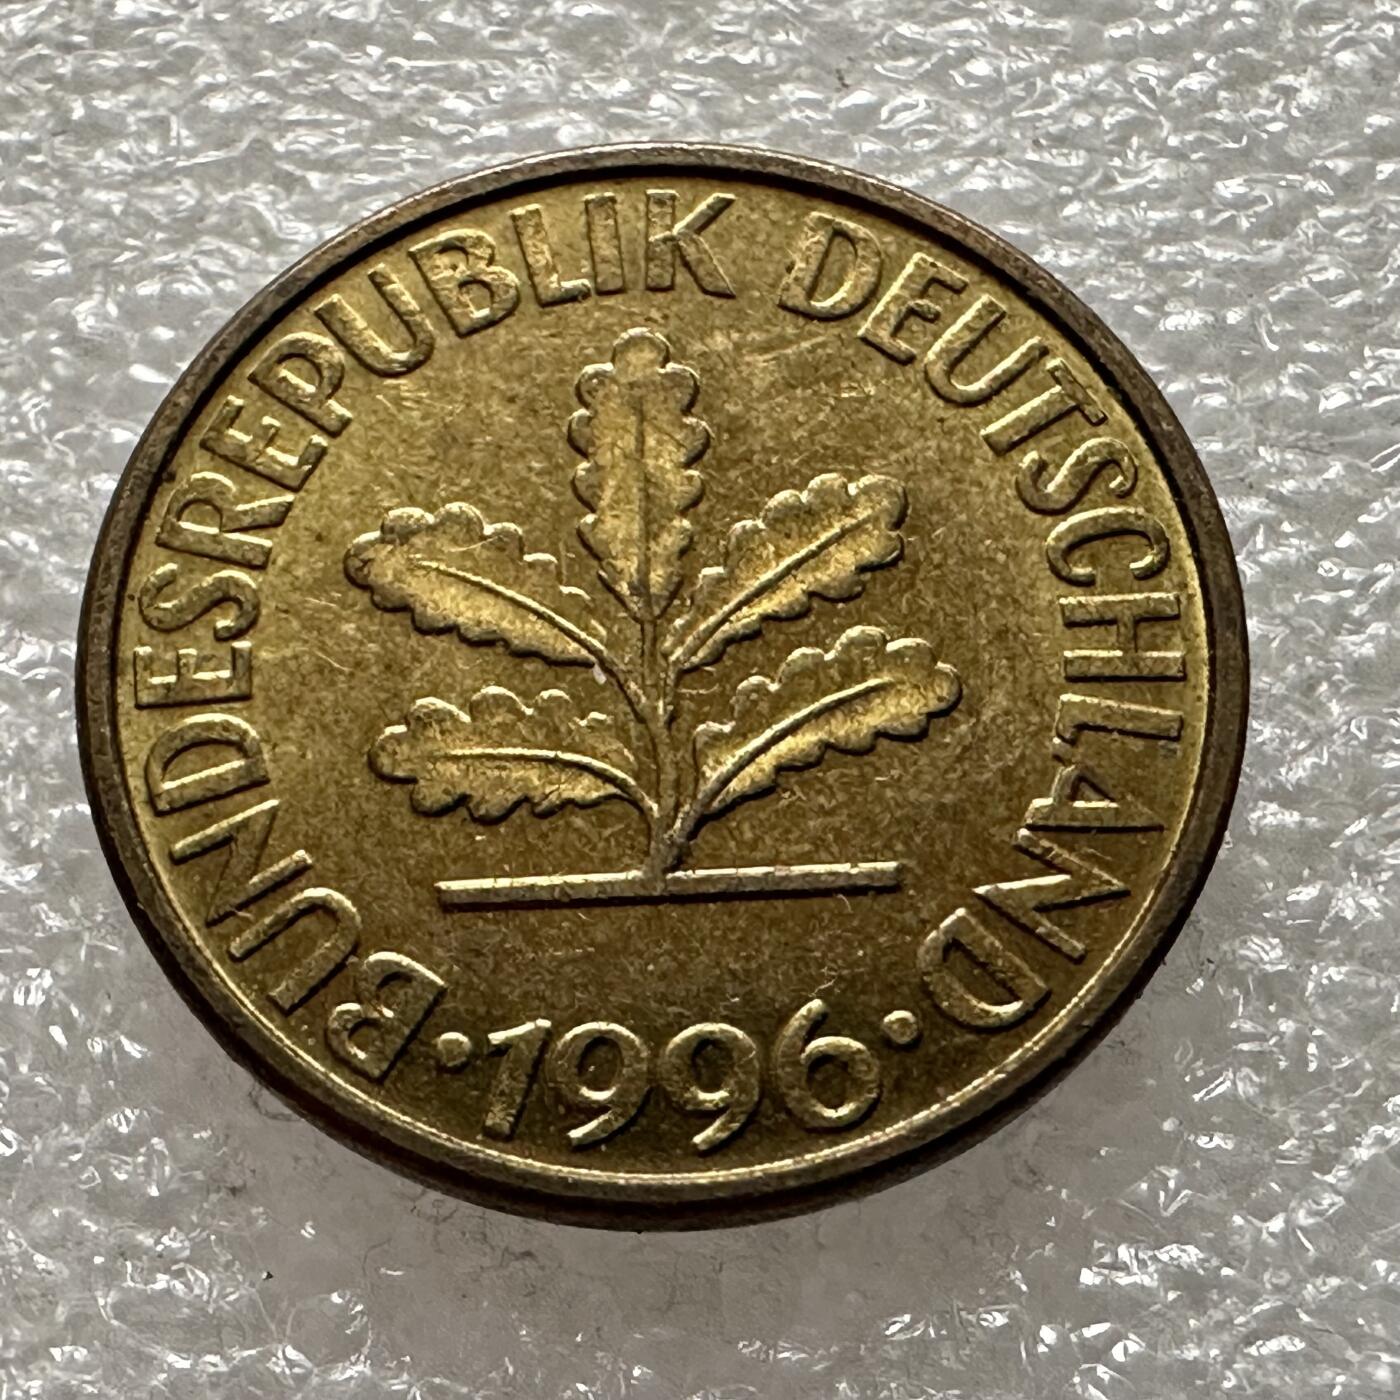 BUNDESREPUBLIK DEUTSCHLAND
· 1996 ·